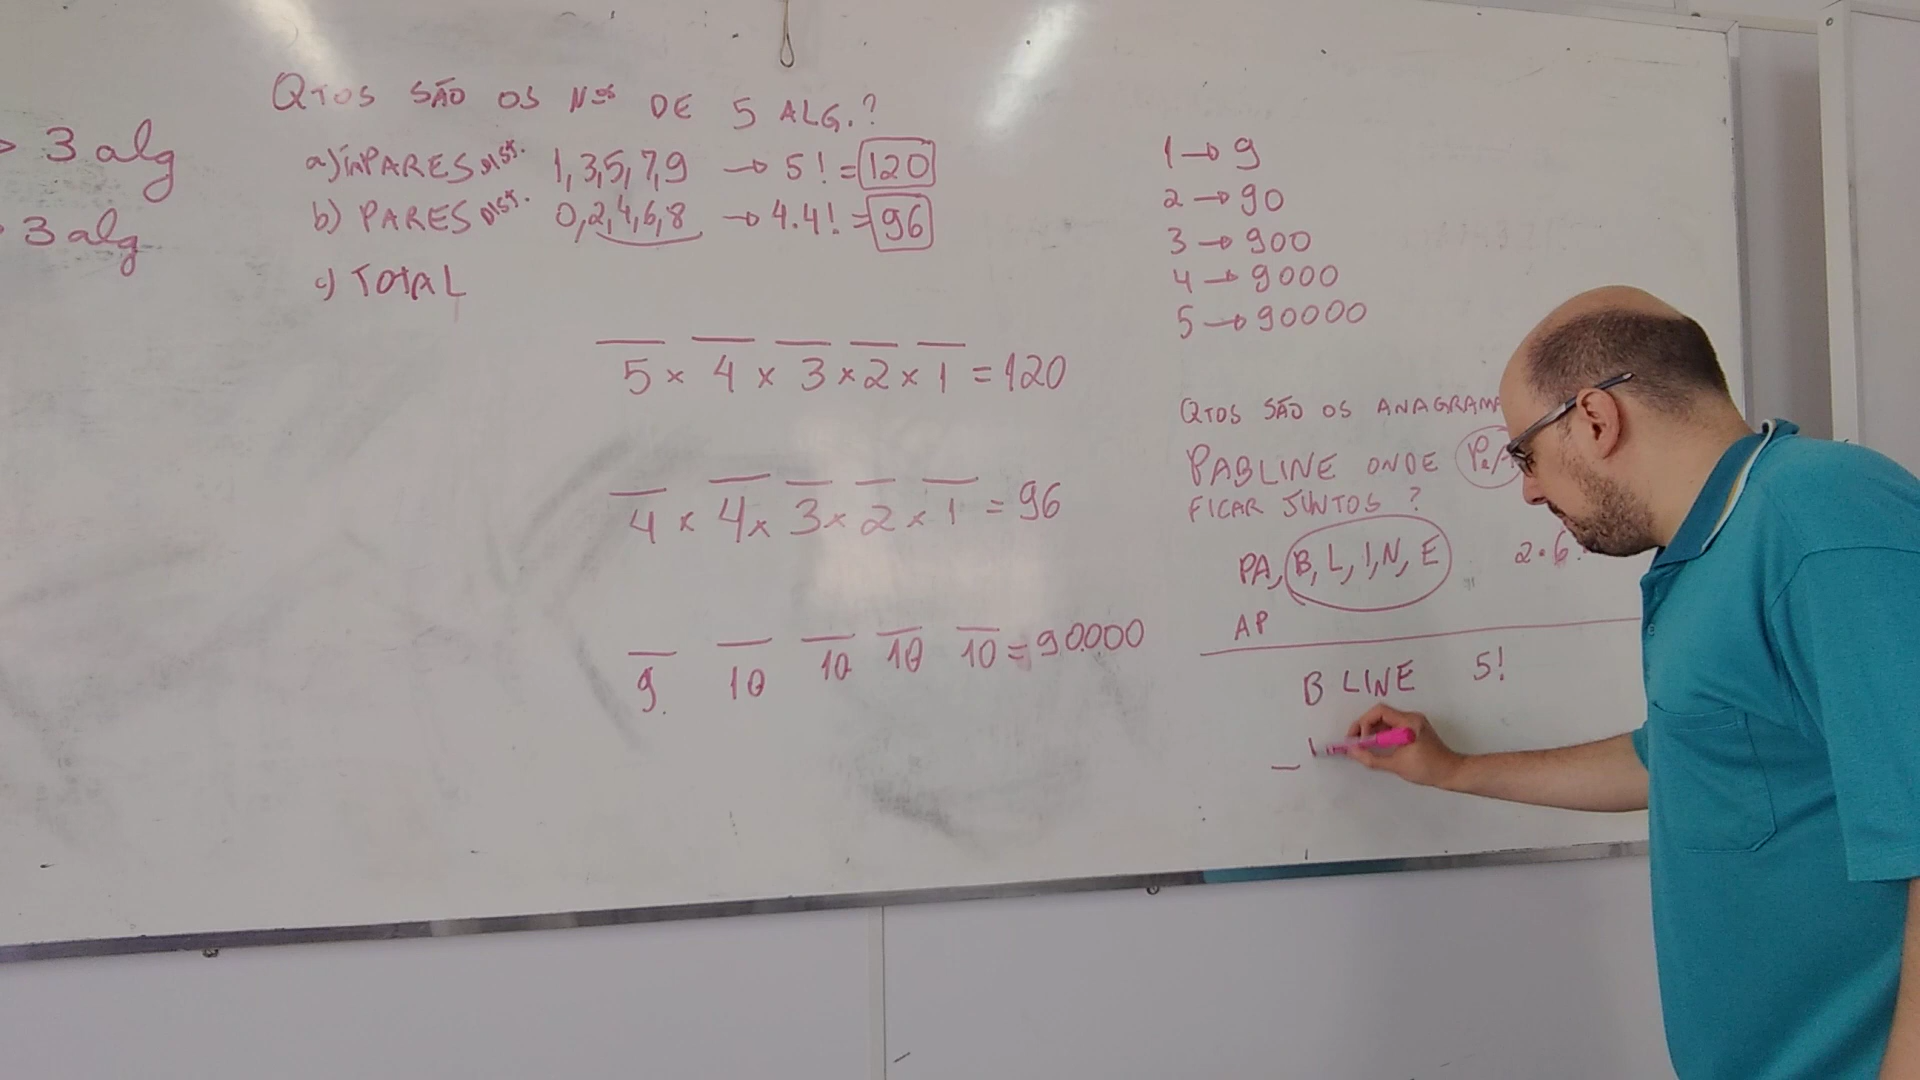 > 3 alg
3 alg
QTOS SÃO OS Nºs DE 5 ALG.?
a) ÍMPARES DIST. 1,3,5,7,9 → 5! = 120
b) PARES DIST. 0,2,4,6,8 → 4.4! = 96
c) TOTAL
5 × 4 × 3 × 2 × 1 = 120
4 × 4 × 3 × 2 × 1 = 96
9 10 10 10 10 = 90000
1 → 9
2 → 90
3 → 900
4 → 9000
5 → 90000
QTOS SÃO OS ANAGRAMA
PABLINE ONDE
FICAR JUNTOS ?
PA, B, L, I, N, E 2.6!
AP
B LINE 5!